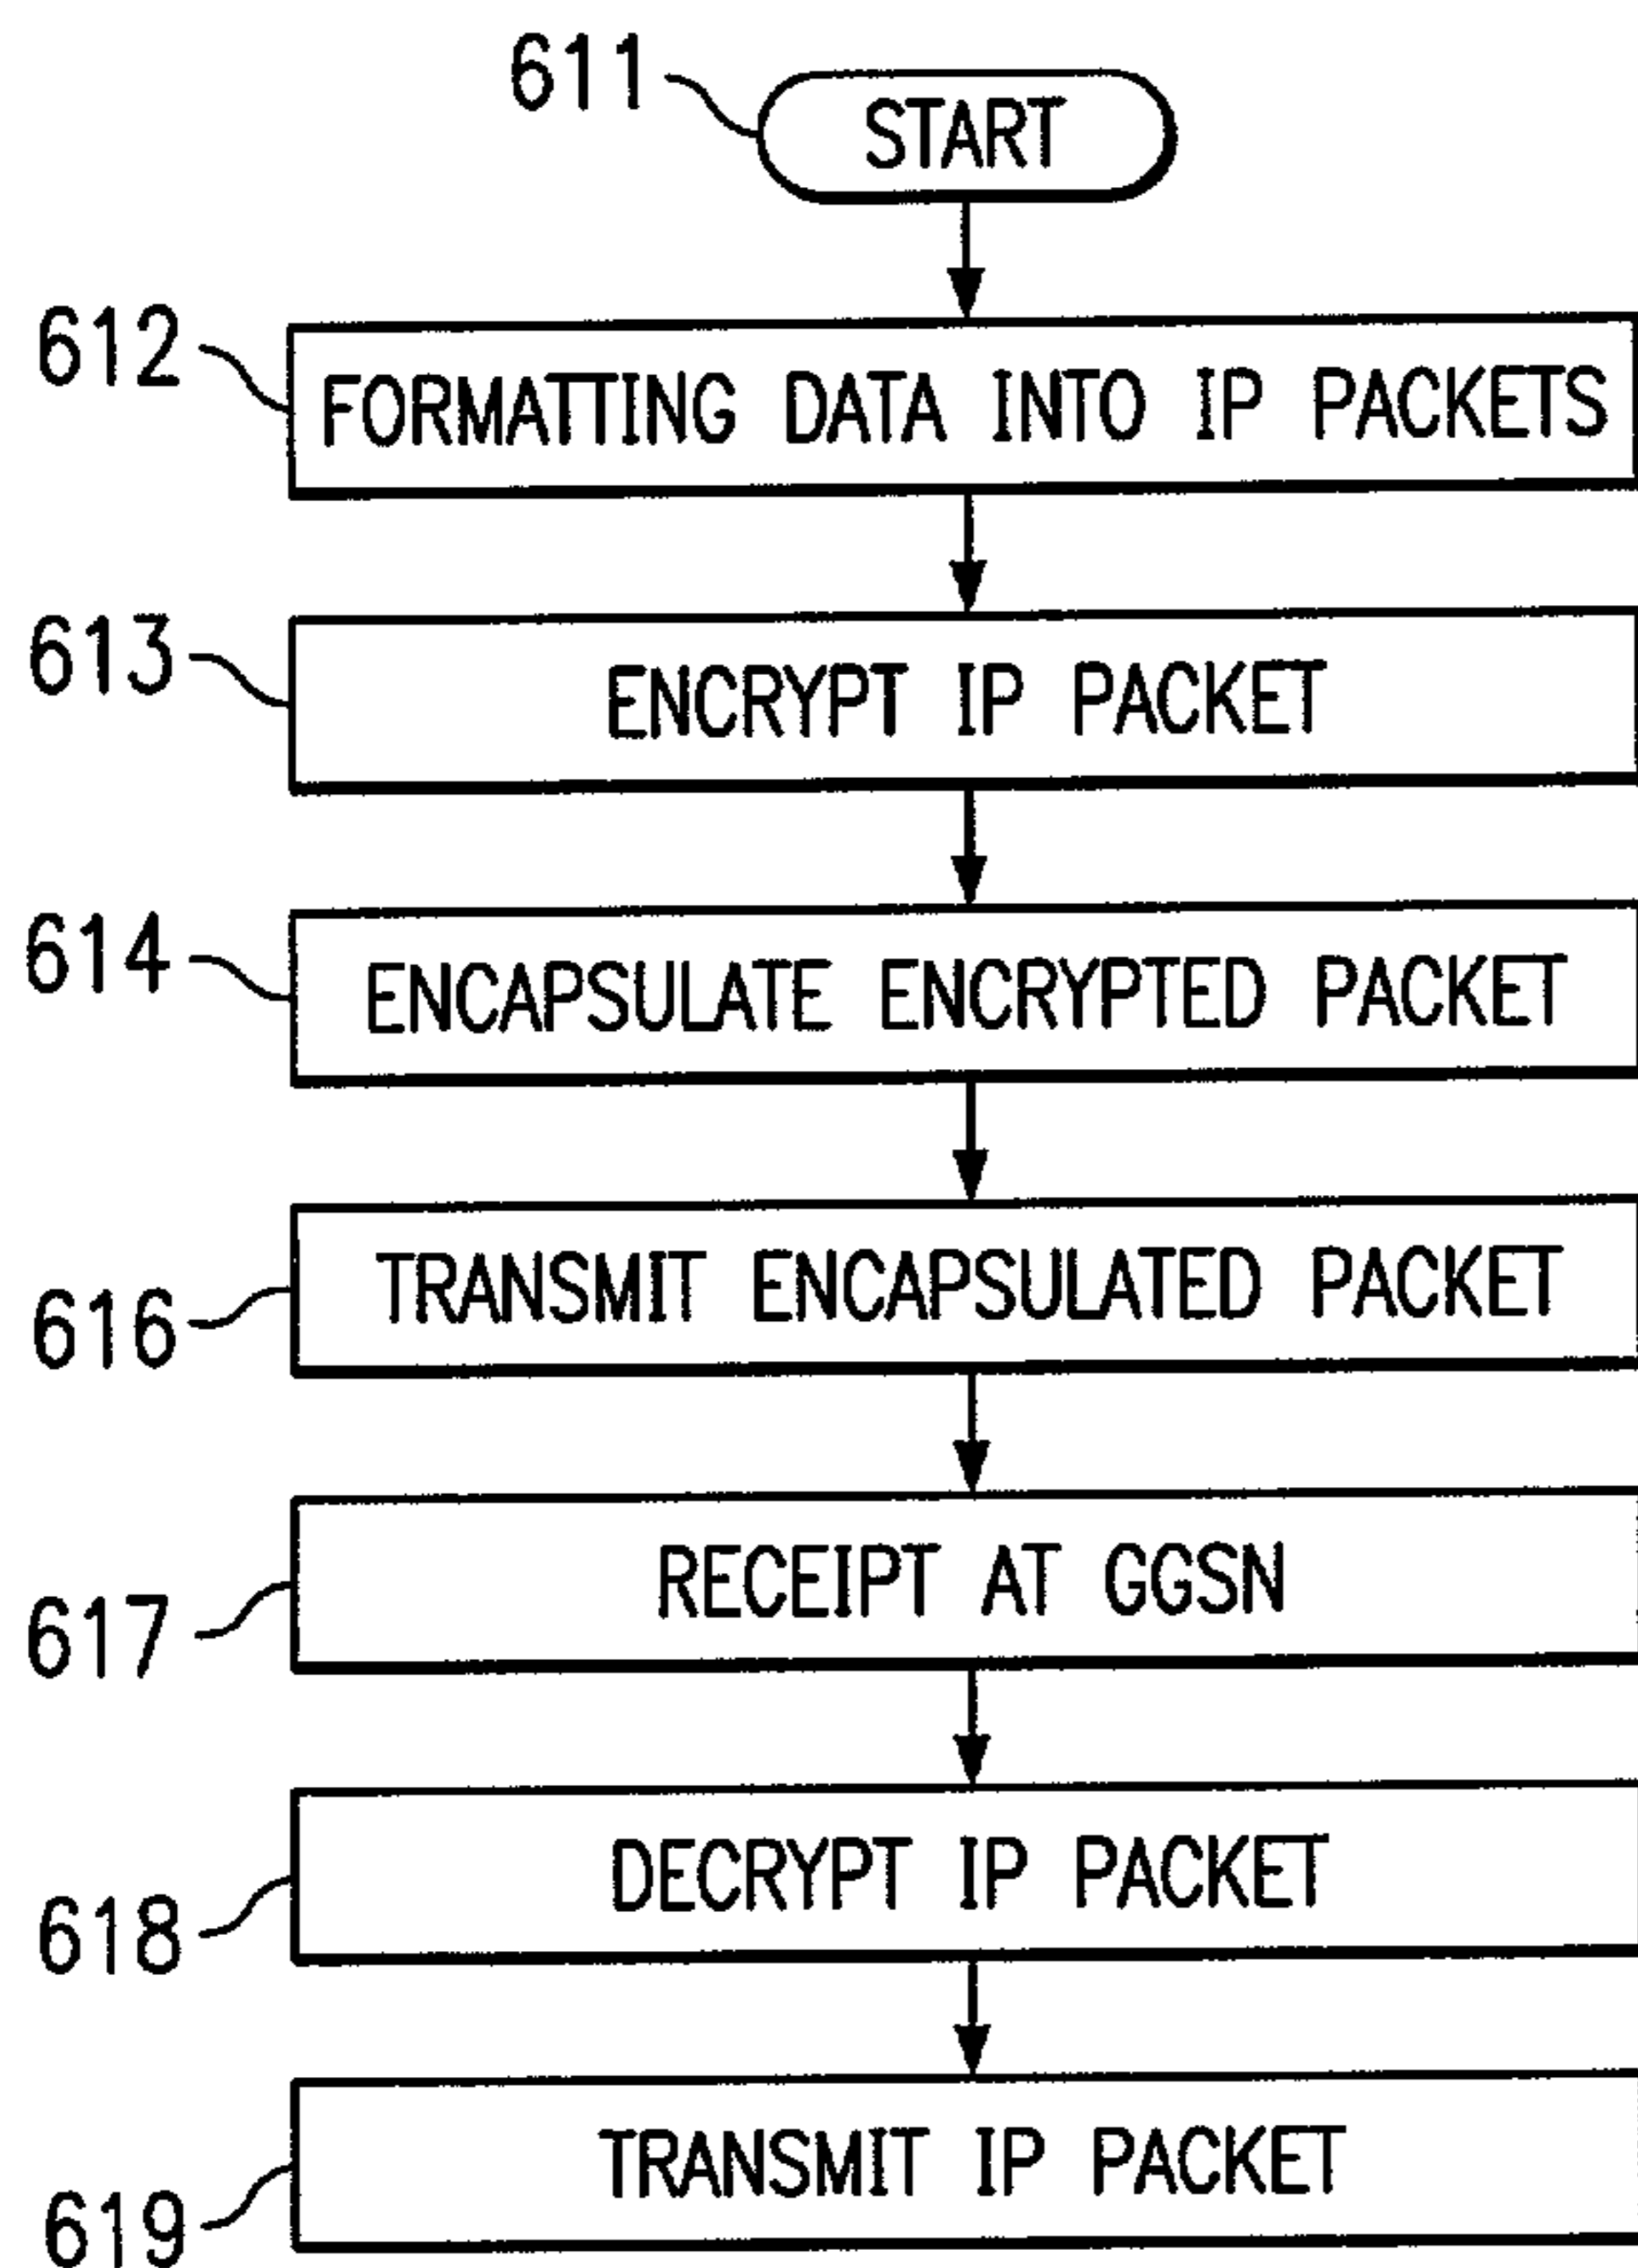 611
START
612
FORMATTING DATA INTO IP PACKETS
613
ENCRYPT IP PACKET
614
ENCAPSULATE ENCRYPTED PACKET
616
TRANSMIT ENCAPSULATED PACKET
617
RECEIPT AT GGSN
618
DECRYPT IP PACKET
619
TRANSMIT IP PACKET